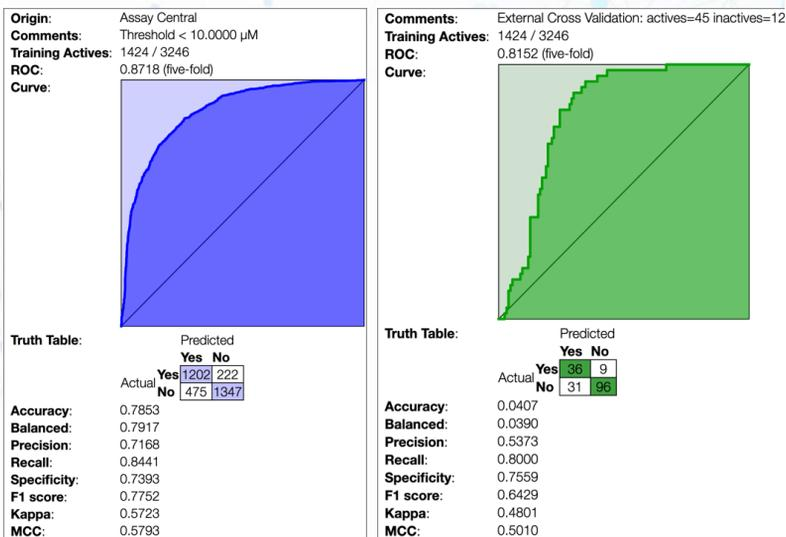 Origin: Assay Central
Comments: Threshold < 10.0000 µM
Training Actives: 1424 / 3246
ROC: 0.8718 (five-fold)
Curve:
Truth Table:
Predicted
Yes No
Actual Yes 1202 222
No 475 1347
Accuracy: 0.7853
Balanced: 0.7917
Precision: 0.7168
Recall: 0.8441
Specificity: 0.7393
F1 score: 0.7752
Kappa: 0.5723
MCC: 0.5793
Comments: External Cross Validation: actives=45 inactives=12
Training Actives: 1424 / 3246
ROC: 0.8152 (five-fold)
Curve:
Truth Table:
Predicted
Yes No
Actual Yes 36 9
No 31 96
Accuracy: 0.0407
Balanced: 0.0390
Precision: 0.5373
Recall: 0.8000
Specificity: 0.7559
F1 score: 0.6429
Kappa: 0.4801
MCC: 0.5010